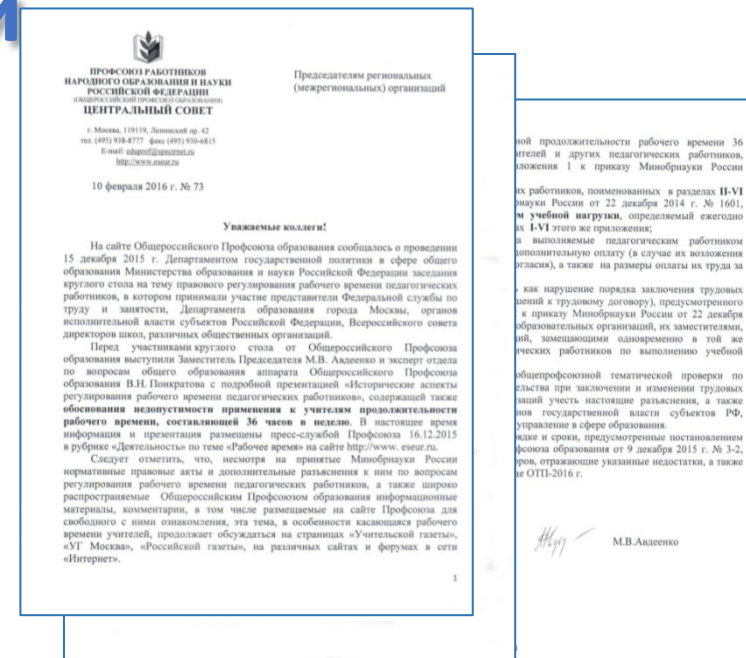 И
ПРОФСОЮЗ РАБОТНИКОВ
НАРОДНОГО ОБРАЗОВАНИЯ И НАУКИ
РОССИЙСКОЙ ФЕДЕРАЦИИ
(ОБЩЕРОССИЙСКИЙ ПРОФСОЮЗ ОБРАЗОВАНИЯ)
ЦЕНТРАЛЬНЫЙ СОВЕТ
г. Москва, 119119, Ленинский пр. 42
тел. (495) 938-8777 факс (495) 930-6815
E-mail: eduprof@spectrnet.ru
http://www.eseur.ru
10 февраля 2016 г. № 73
Председателям региональных
(межрегиональных) организаций
Уважаемые коллеги!
На сайте Общероссийского Профсоюза образования сообщалось о проведении
15 декабря 2015 г. Департаментом государственной политики в сфере общего
образования Министерства образования и науки Российской Федерации заседания
круглого стола на тему правового регулирования рабочего времени педагогических
работников, в котором принимали участие представители Федеральной службы по
труду и занятости, Департамента образования города Москвы, органов
исполнительной власти субъектов Российской Федерации, Всероссийского совета
директоров школ, различных общественных организаций.
Перед участниками круглого стола от Общероссийского Профсоюза
образования выступили Заместитель Председателя М.В. Авдеенко и эксперт отдела
по вопросам общего образования аппарата Общероссийского Профсоюза
образования В.Н. Понкратова с подробной презентацией «Исторические аспекты
регулирования рабочего времени педагогических работников», содержащей также
обоснования недопустимости применения к учителям продолжительности
рабочего времени, составляющей 36 часов в неделю. В настоящее время
информация и презентация размещены пресс-службой Профсоюза 16.12.2015
в рубрике «Деятельность» по теме «Рабочее время» на сайте http://www. eseur.ru.
Следует отметить, что, несмотря на принятые Минобрнауки России
нормативные правовые акты и дополнительные разъяснения к ним по вопросам
регулирования рабочего времени педагогических работников, а также широко
распространяемые Общероссийским Профсоюзом образования информационные
материалы, комментарии, в том числе размещаемые на сайте Профсоюза для
свободного с ними ознакомления, эта тема, в особенности касающаяся рабочего
времени учителей, продолжает обсуждаться на страницах «Учительской газеты»,
«УГ Москва», «Российской газеты», на различных сайтах и форумах в сети
«Интернет».
1
ной продолжительности рабочего времени 36
ителей и других педагогических работников,
ложения 1 к приказу Минобрнауки России
их работников, поименованных в разделах II-VI
науки России от 22 декабря 2014 г. № 1601,
м учебной нагрузки, определяемый ежегодно
ах I-VI этого же приложения;
а выполняемые педагогическим работником
дополнительную оплату (в случае их возложения
огласия), а также на размеры оплаты их труда за
как нарушение порядка заключения трудовых
шений к трудовому договору), предусмотренного
к приказу Минобрнауки России от 22 декабря
образовательных организаций, их заместителями,
ий, замещающими одновременно в той же
ических работников по выполнению учебной
общепрофсоюзной тематической проверки по
ельства при заключении и изменении трудовых
заций учесть настоящие разъяснения, а также
нов государственной власти субъектов РФ,
управление в сфере образования.
ядке и сроки, предусмотренные постановлением
фсоюза образования от 9 декабря 2015 г. № 3-2,
ров, отражающие указанные недостатки, а также
де ОТП-2016 г.
М.В.Авдеенко